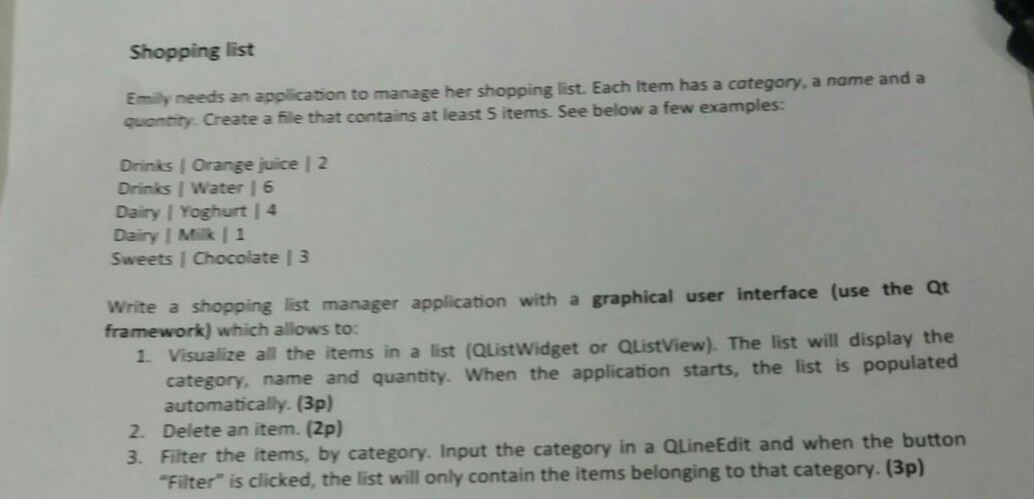 Shopping list
Emily needs an application to manage her shopping list. Each Item has a category, a name and a
quantity. Create a file that contains at least 5 items. See below a few examples:
Drinks | Orange juice | 2
Drinks | Water | 6
Dairy | Yoghurt | 4
Dairy | Milk | 1
Sweets | Chocolate | 3
Write a shopping list manager application with a graphical user interface (use the Qt
framework) which allows to:
1. Visualize all the items in a list (QListWidget or QListView). The list will display the
category, name and quantity. When the application starts, the list is populated
automatically. (3p)
2. Delete an item. (2p)
3. Filter the items, by category. Input the category in a QLineEdit and when the button
"Filter" is clicked, the list will only contain the items belonging to that category. (3p)